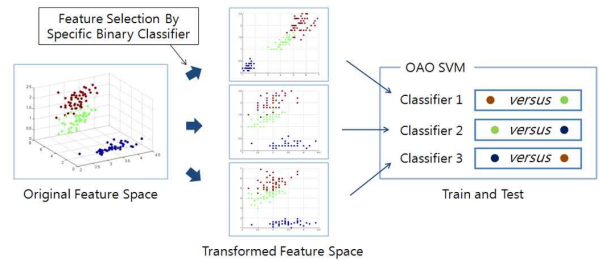 Feature Selection By
Specific Binary Classifier
Original Feature Space
Transformed Feature Space
OAO SVM
Classifier 1 versus
Classifier 2 versus
Classifier 3 versus
Train and Test